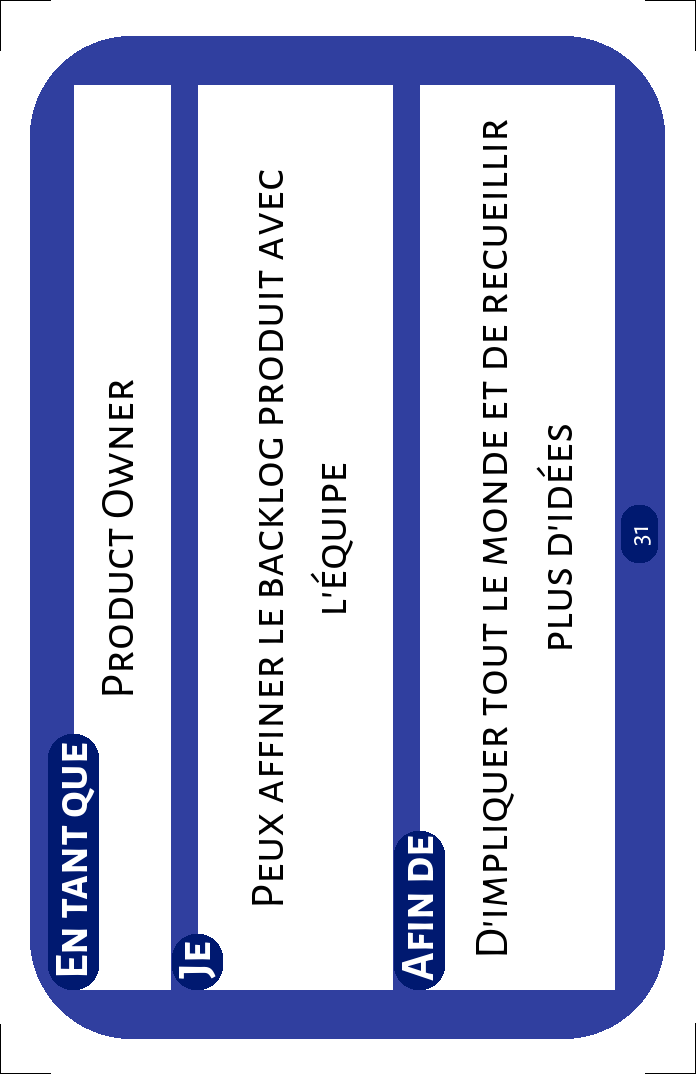 En tant que
Product Owner
Je
Peux affiner le backlog produit avec
l'équipe
Afin de
D'impliquer tout le monde et de recueillir
plus d'idées
31